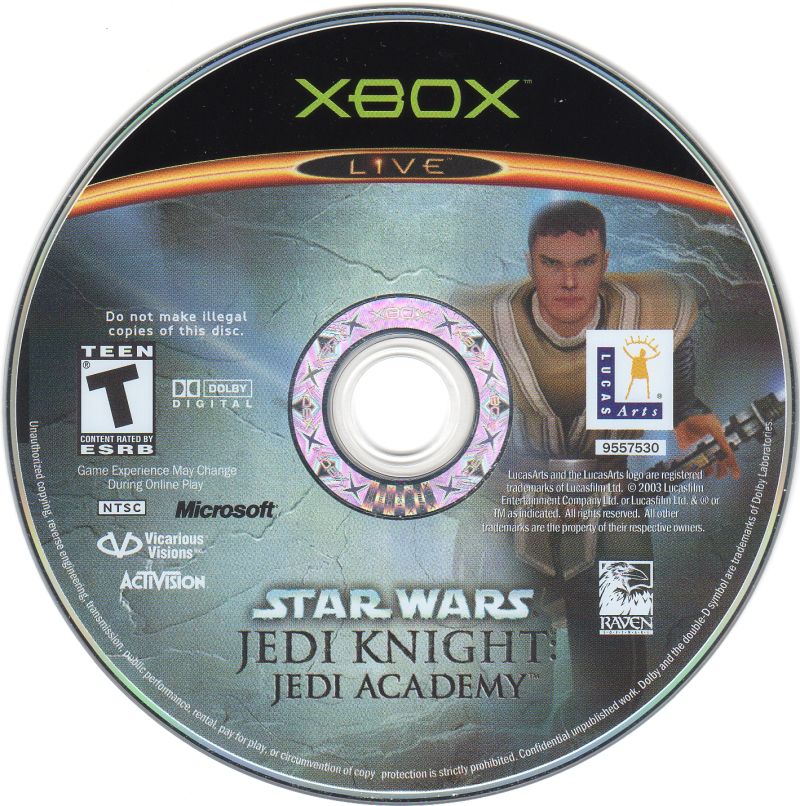 XBOX™
LIVE™
Do not make illegal
copies of this disc.
TEEN
T
®
CONTENT RATED BY
ESRB
DOLBY
DIGITAL
Game Experience May Change
During Online Play
NTSC
Microsoft
Vicarious
Visions
ACTIVISION
XBOX
LUCAS
Arts
®
9557530
LucasArts and the LucasArts logo are registered
trademarks of Lucasfilm Ltd. © 2003 Lucasfilm
Entertainment Company Ltd. or Lucasfilm Ltd. & ® or
TM as indicated. All rights reserved. All other
trademarks are the property of their respective owners.
RAVEN
SOFTWARE
STAR WARS
JEDI KNIGHT:
JEDI ACADEMY™
Unauthorized copying, reverse engineering, transmission, public performance, rental, pay for play, or circumvention of copy protection is strictly prohibited. Confidential unpublished work. Dolby and the double-D symbol are trademarks of Dolby Laboratories.